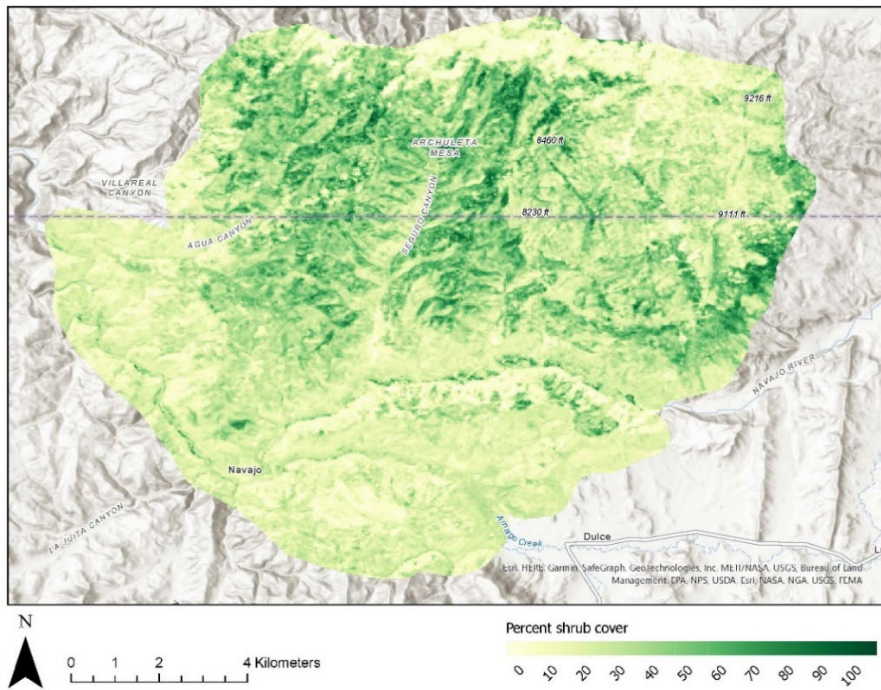 9216 ft
ARCHULETA
MESA
8460 ft
VILLAREAL
CANYON
8230 ft
9111 ft
AGUA CANYON
SEGURO CANYON
NAVAJO RIVER
Navajo
LA JUITA CANYON
Amargo Creek
Dulce
Esri, HERE, Garmin, SafeGraph, GeoTechnologies, Inc, METI/NASA, USGS, Bureau of Land
Management, EPA, NPS, USDA, Esri, NASA, NGA, USGS, FEMA
N
0 1 2 4 Kilometers
Percent shrub cover
0 10 20 30 40 50 60 70 80 90 100